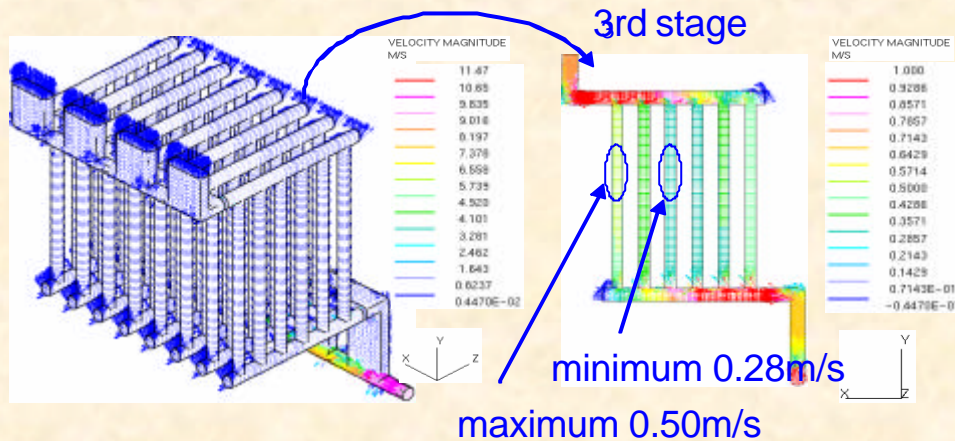 3rd stage
VELOCITY MAGNITUDE
M/S
11.47
10.65
9.835
9.016
8.197
7.378
6.558
5.739
4.920
4.101
3.281
2.462
1.643
0.8237
0.4470E-02
X
Y
Z
VELOCITY MAGNITUDE
M/S
1.000
0.9286
0.8571
0.7857
0.7143
0.6429
0.5714
0.5000
0.4286
0.3571
0.2857
0.2143
0.1429
0.7143E-01
Y
X
Z
minimum 0.28m/s
maximum 0.50m/s